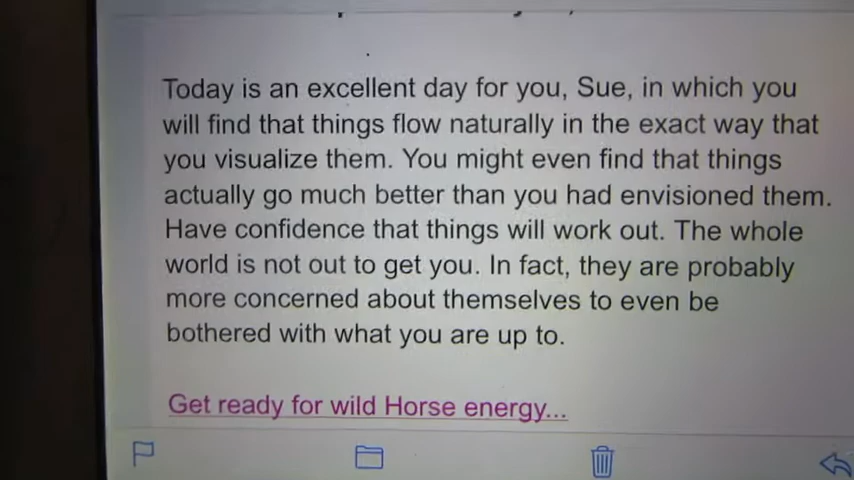 Today is an excellent day for you, Sue, in which you
will find that things flow naturally in the exact way that
you visualize them. You might even find that things
actually go much better than you had envisioned them.
Have confidence that things will work out. The whole
world is not out to get you. In fact, they are probably
more concerned about themselves to even be
bothered with what you are up to.
Get ready for wild Horse energy...